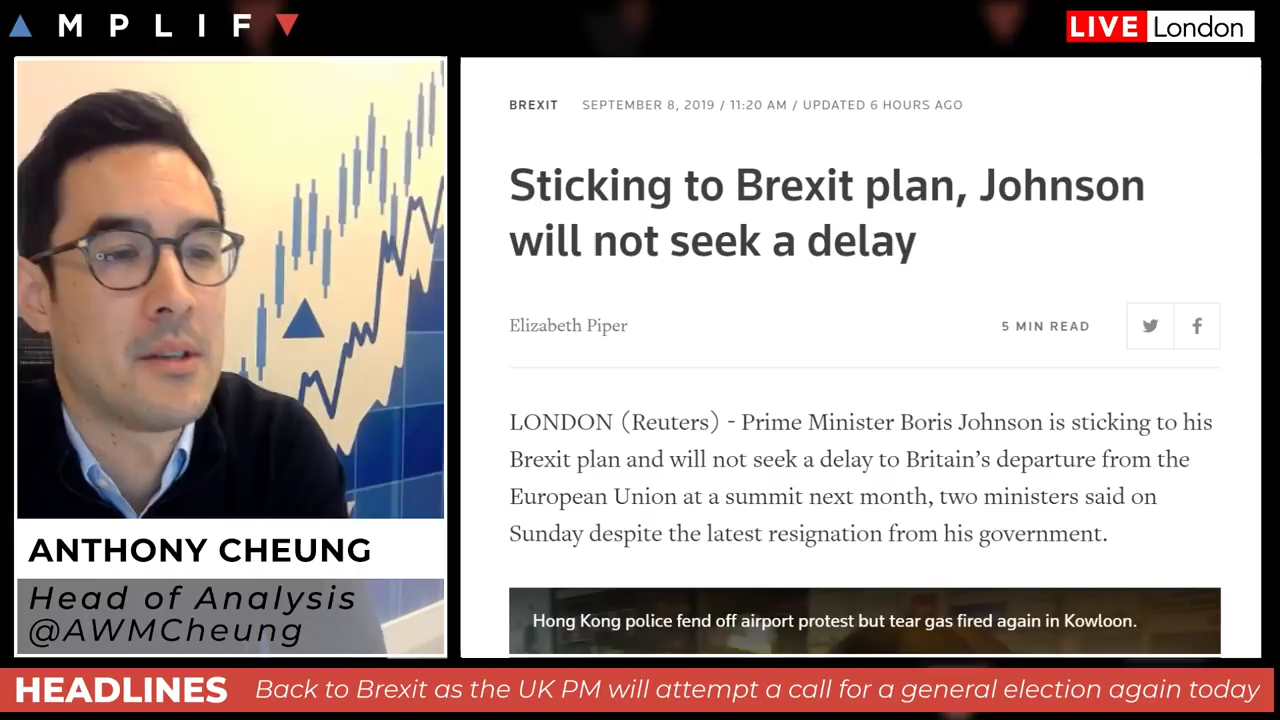 AMPLIFY
LIVE London
BREXIT SEPTEMBER 8, 2019 / 11:20 AM / UPDATED 6 HOURS AGO
Sticking to Brexit plan, Johnson
will not seek a delay
Elizabeth Piper
5 MIN READ
LONDON (Reuters) - Prime Minister Boris Johnson is sticking to his
Brexit plan and will not seek a delay to Britain’s departure from the
European Union at a summit next month, two ministers said on
Sunday despite the latest resignation from his government.
Hong Kong police fend off airport protest but tear gas fired again in Kowloon.
ANTHONY CHEUNG
Head of Analysis
@AWMCheung
HEADLINES Back to Brexit as the UK PM will attempt a call for a general election again today